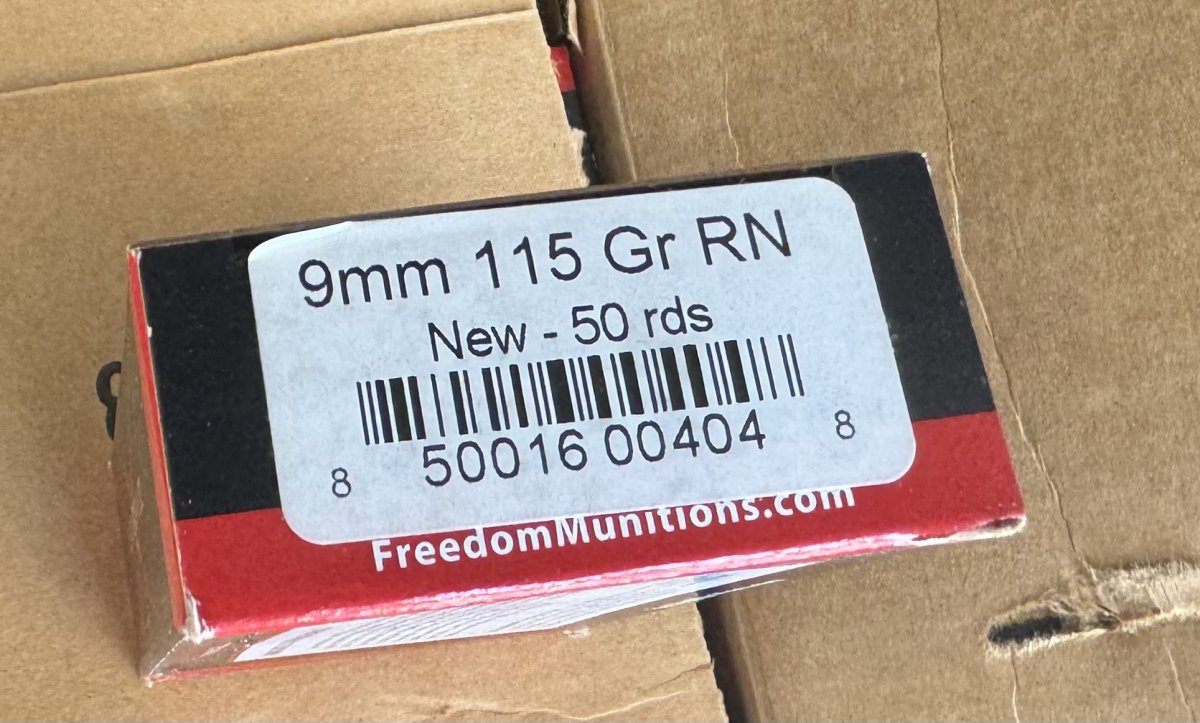 9mm 115 Gr RN
New - 50 rds
8 50016 00404 8
FreedomMunitions.com